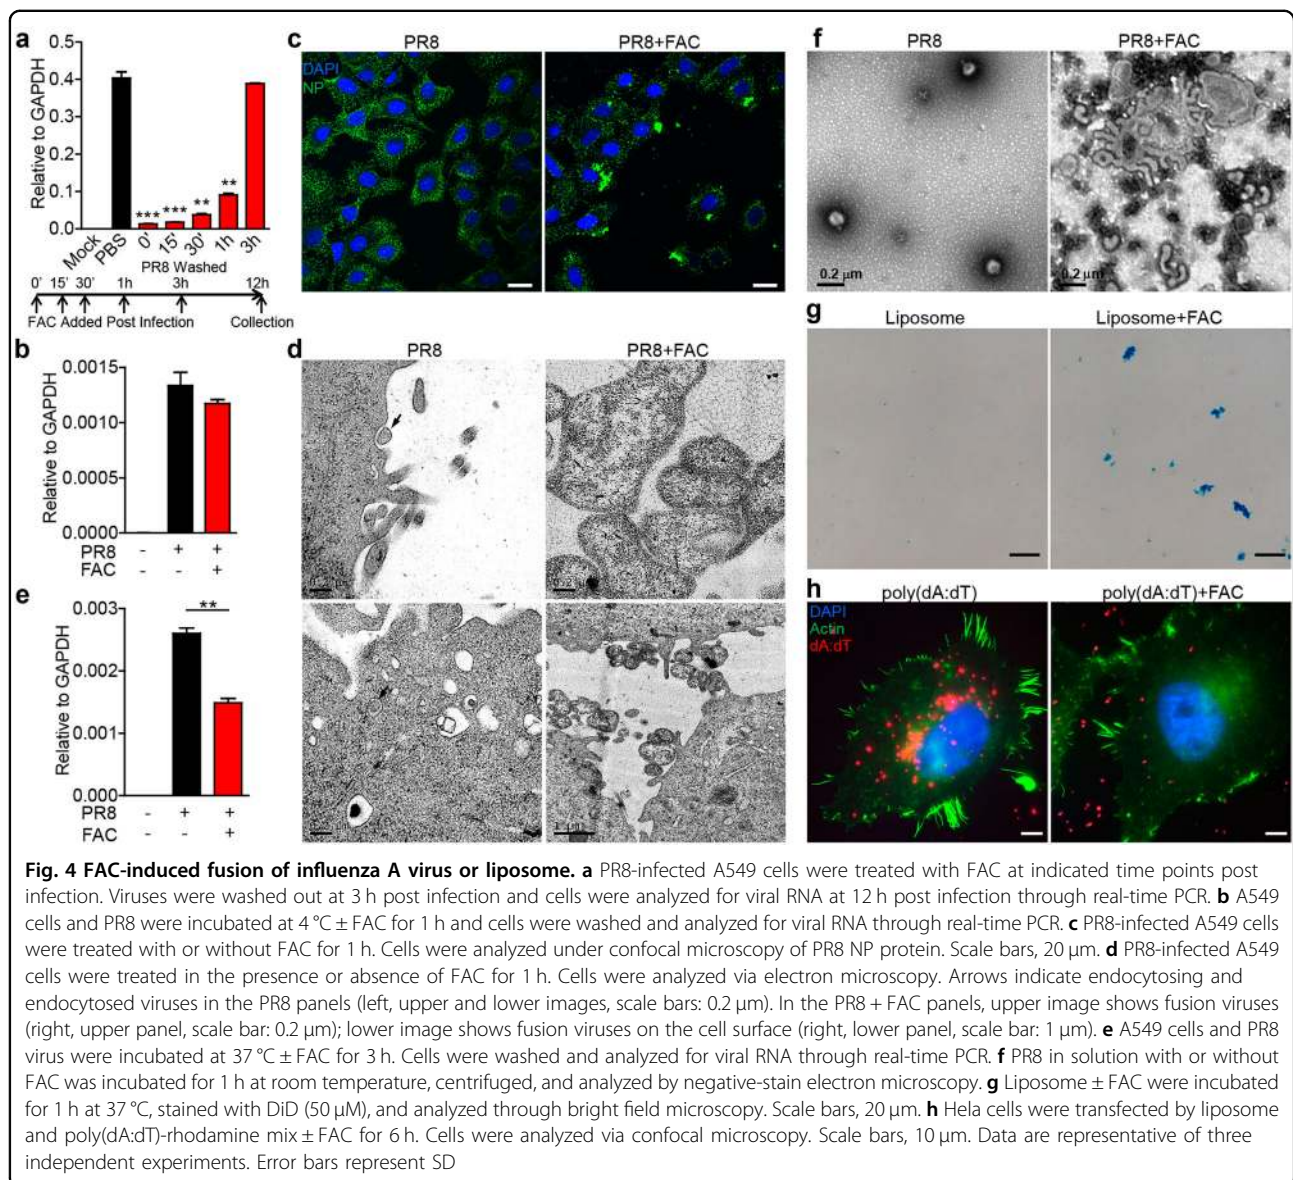 a
0.5
0.4
0.3
0.2
0.1
0.0
Relative to GAPDH
***
***
**
**
Mock
PBS
0'
15'
30'
1h
3h
PR8 Washed
0' 15' 30' 1h 3h 12h
FAC Added Post Infection Collection
b
0.0015
0.0010
0.0005
0.0000
Relative to GAPDH
PR8 - + +
FAC - - +
e
0.003
0.002
0.001
0.000
Relative to GAPDH
**
PR8 - + +
FAC - - +
c
PR8 PR8+FAC
DAPI
NP
d
PR8 PR8+FAC
f
PR8 PR8+FAC
0.2 μm 0.2 μm
g
Liposome Liposome+FAC
h
poly(dA:dT) poly(dA:dT)+FAC
DAPI
Actin
dA:dT
Fig. 4 FAC-induced fusion of influenza A virus or liposome. a PR8-infected A549 cells were treated with FAC at indicated time points post
infection. Viruses were washed out at 3 h post infection and cells were analyzed for viral RNA at 12 h post infection through real-time PCR. b A549
cells and PR8 were incubated at 4 °C ± FAC for 1 h and cells were washed and analyzed for viral RNA through real-time PCR. c PR8-infected A549 cells
were treated with or without FAC for 1 h. Cells were analyzed under confocal microscopy of PR8 NP protein. Scale bars, 20 μm. d PR8-infected A549
cells were treated in the presence or absence of FAC for 1 h. Cells were analyzed via electron microscopy. Arrows indicate endocytosing and
endocytosed viruses in the PR8 panels (left, upper and lower images, scale bars: 0.2 μm). In the PR8 + FAC panels, upper image shows fusion viruses
(right, upper panel, scale bar: 0.2 μm); lower image shows fusion viruses on the cell surface (right, lower panel, scale bar: 1 μm). e A549 cells and PR8
virus were incubated at 37 °C ± FAC for 3 h. Cells were washed and analyzed for viral RNA through real-time PCR. f PR8 in solution with or without
FAC was incubated for 1 h at room temperature, centrifuged, and analyzed by negative-stain electron microscopy. g Liposome ± FAC were incubated
for 1 h at 37 °C, stained with DiD (50 μM), and analyzed through bright field microscopy. Scale bars, 20 μm. h Hela cells were transfected by liposome
and poly(dA:dT)-rhodamine mix ± FAC for 6 h. Cells were analyzed via confocal microscopy. Scale bars, 10 μm. Data are representative of three
independent experiments. Error bars represent SD